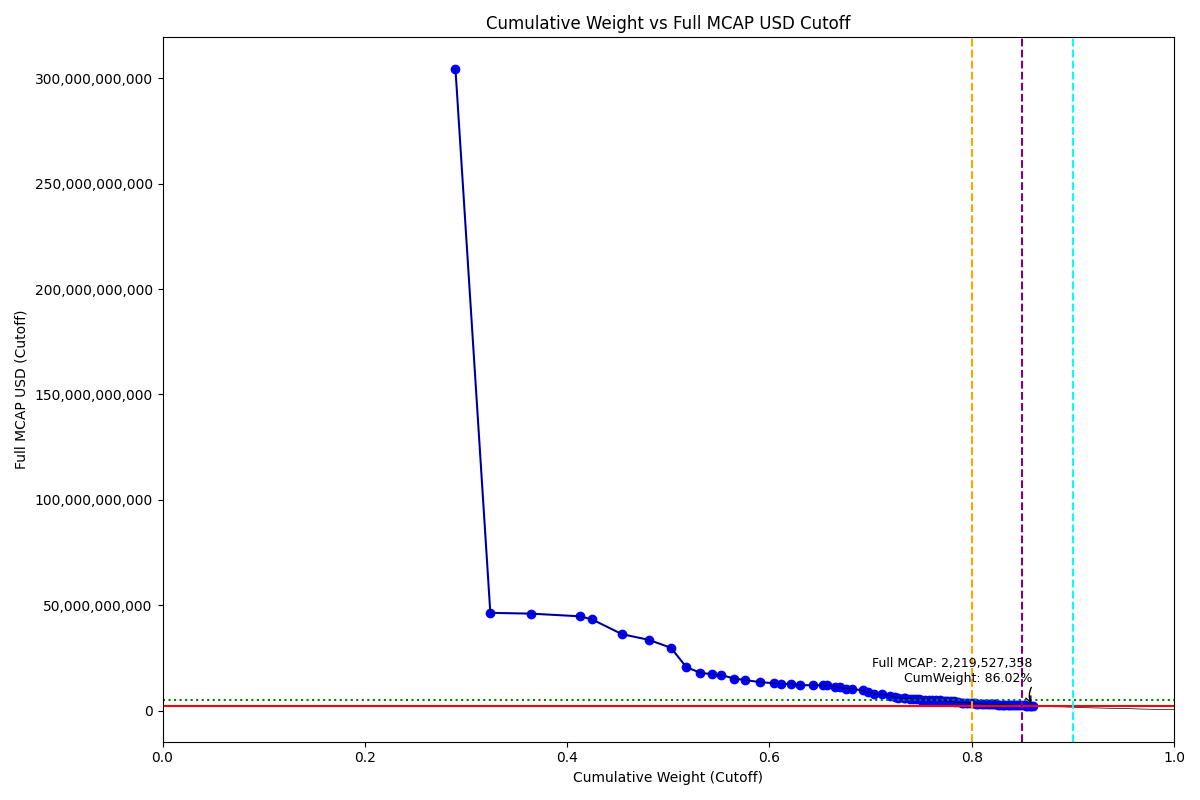 Cumulative Weight vs Full MCAP USD Cutoff
300,000,000,000
250,000,000,000
200,000,000,000
150,000,000,000
100,000,000,000
50,000,000,000
0
Full MCAP USD (Cutoff)
Full MCAP: 2,219,527,358
CumWeight: 86.02%
0.0 0.2 0.4 0.6 0.8 1.0
Cumulative Weight (Cutoff)